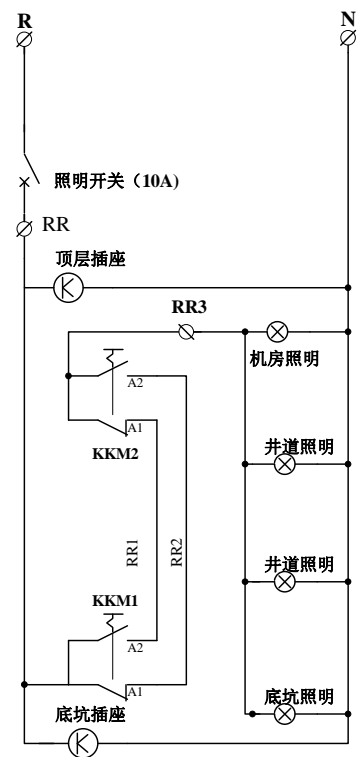 R
N
照明开关（10A)
RR
顶层插座
RR3
机房照明
A2
A1
KKM2
井道照明
RR1
RR2
井道照明
KKM1
A2
A1
底坑照明
底坑插座